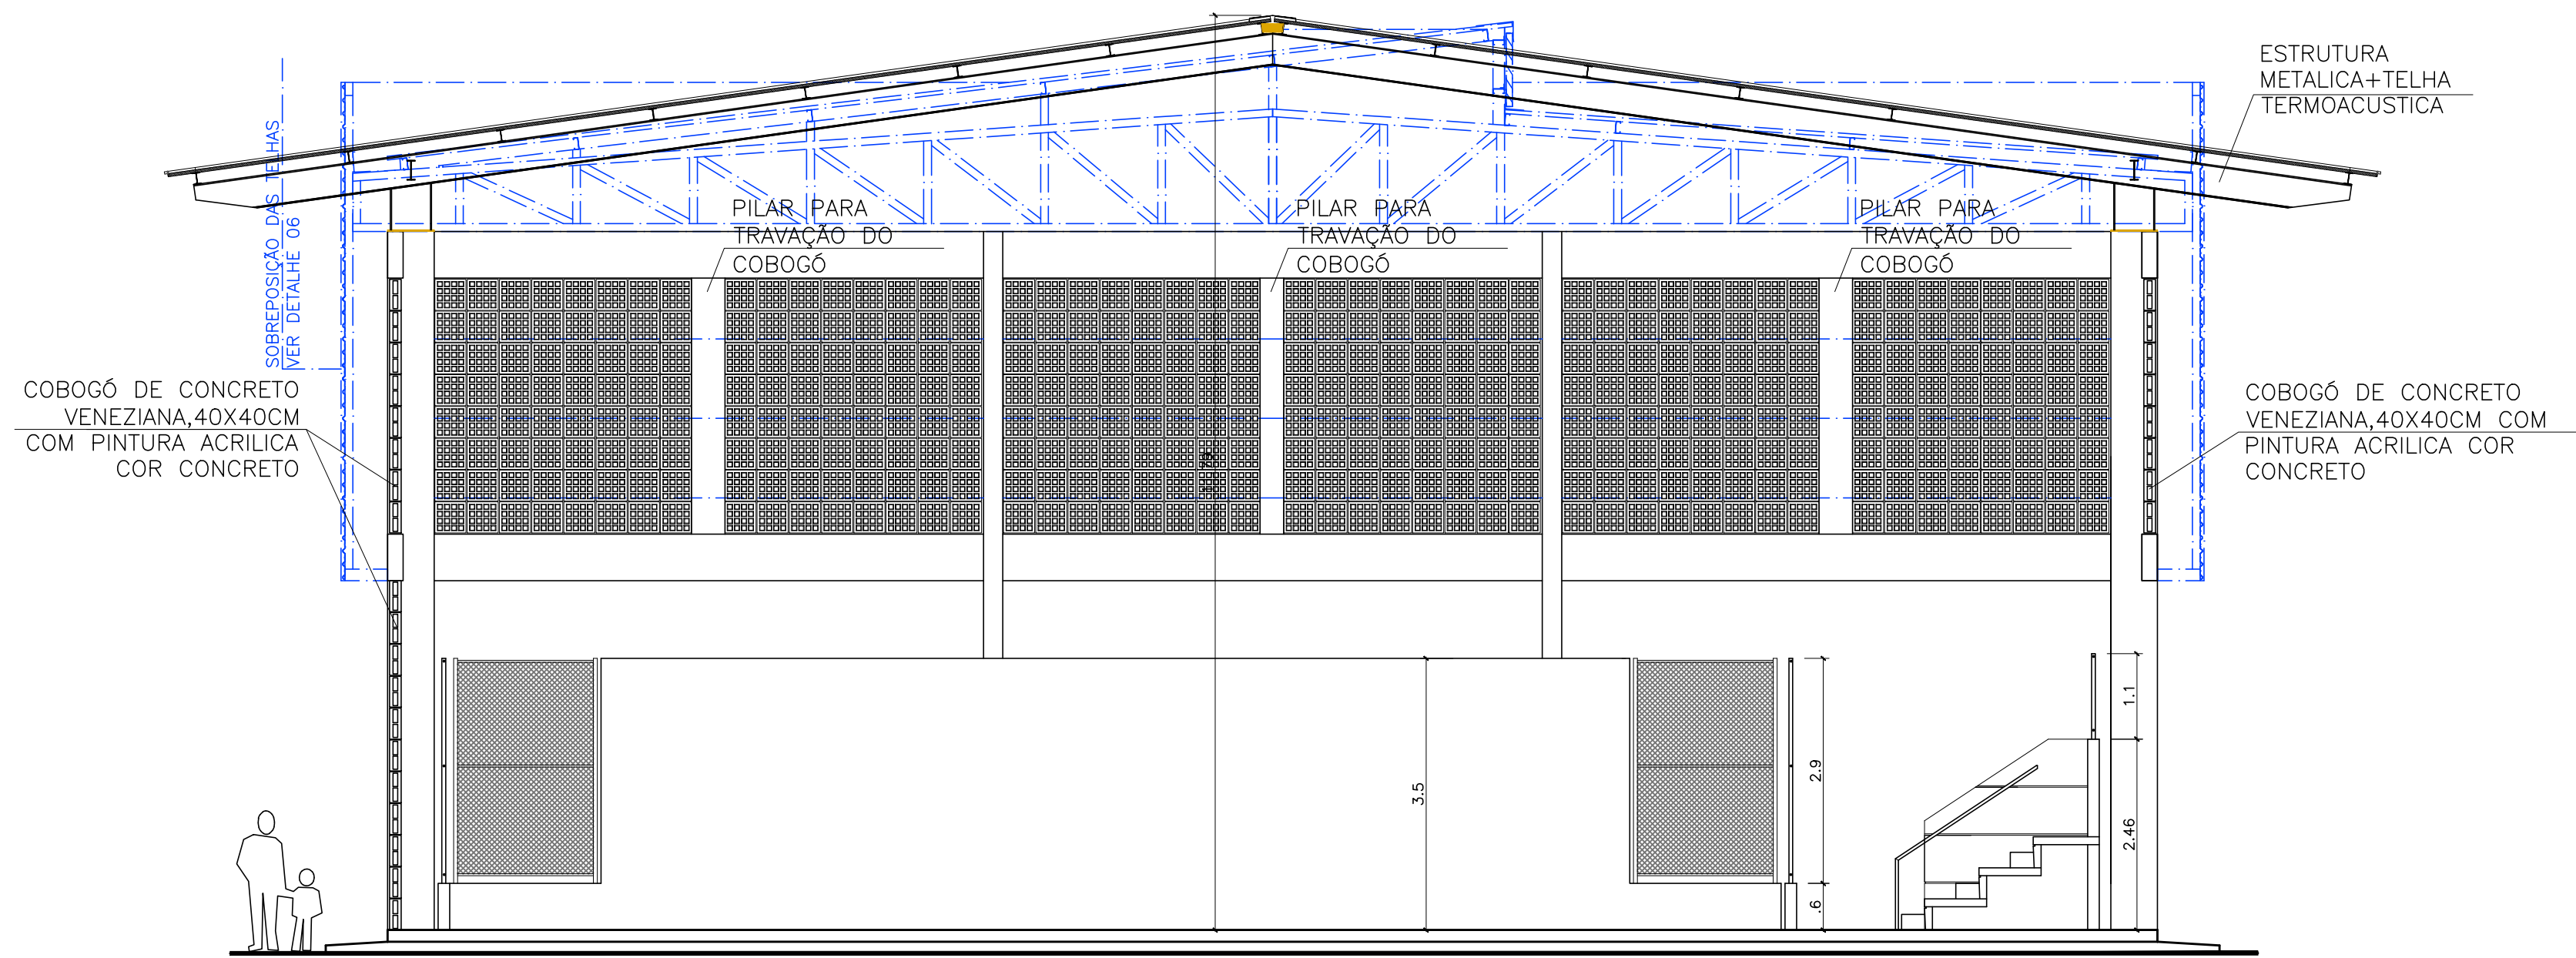 ESTRUTURA
METALICA+TELHA
TERMOACUSTICA
SOBREPOSIÇÃO DAS TELHAS
VER DETALHE 06
PILAR PARA
TRAVAÇÃO DO
COBOGÓ
PILAR PARA
TRAVAÇÃO DO
COBOGÓ
PILAR PARA
TRAVAÇÃO DO
COBOGÓ
COBOGÓ DE CONCRETO
VENEZIANA,40X40CM
COM PINTURA ACRILICA
COR CONCRETO
COBOGÓ DE CONCRETO
VENEZIANA,40X40CM COM
PINTURA ACRILICA COR
CONCRETO
3.5
2.9
.6
1.1
2.46